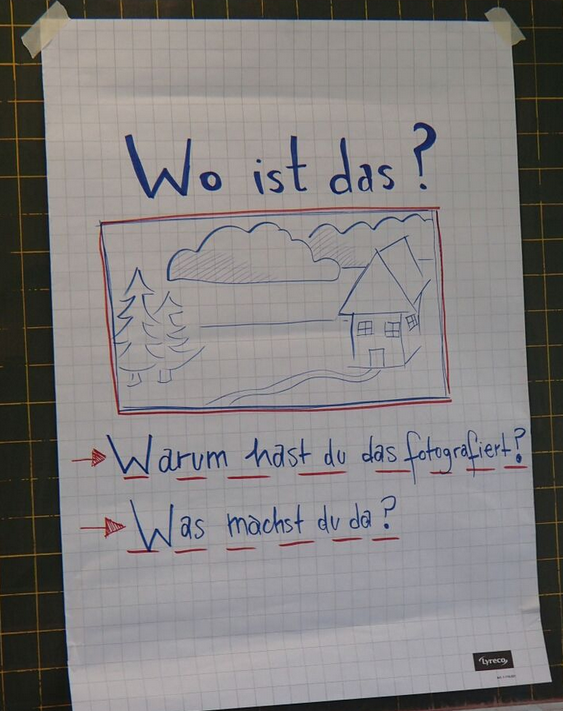 Wo ist das?
Warum hast du das fotografiert?
Was machst du da?
lyreco